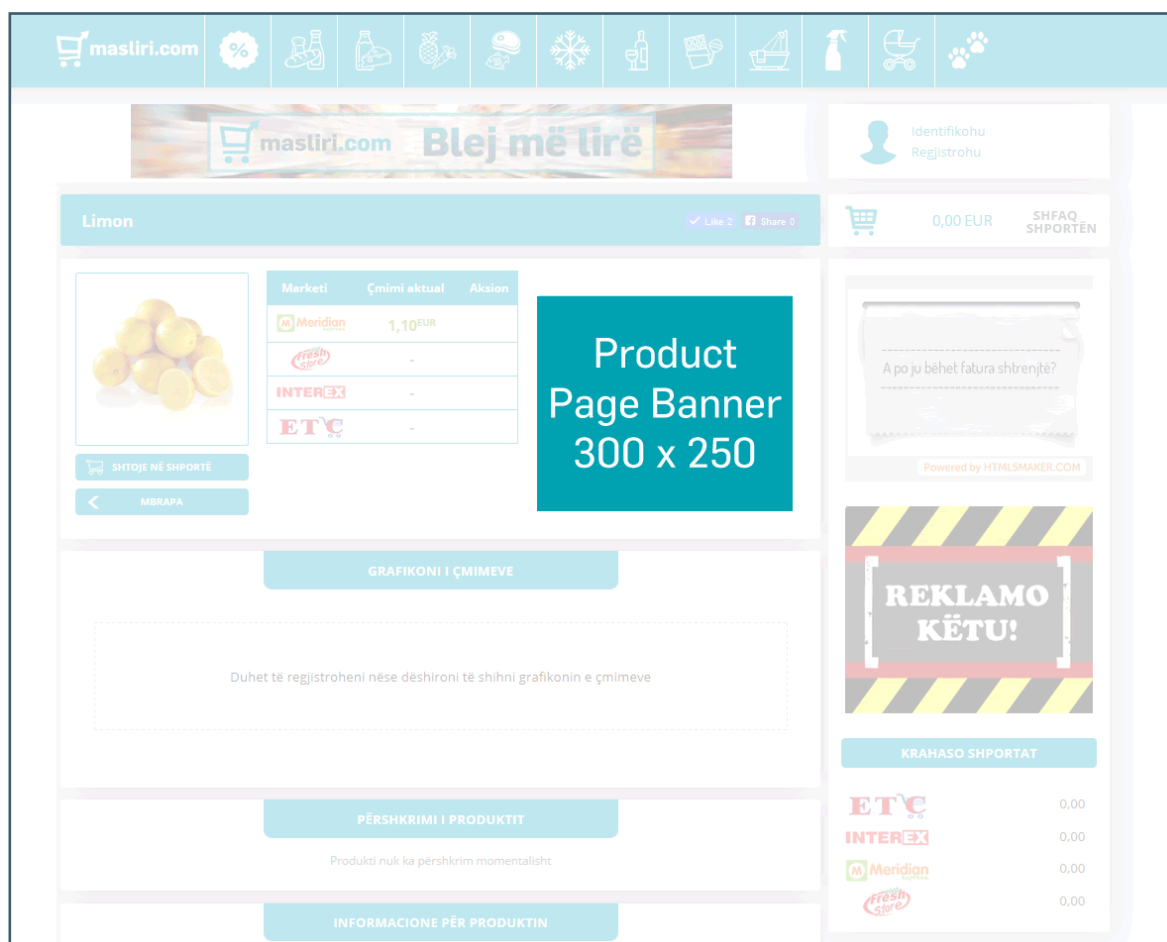 masliri.com
%
masliri.com Blej më lirë
Identifikohu
Regjistrohu
Limon
Like 2 Share 0
0,00 EUR
SHFAQ
SHPORTËN
Marketi Çmimi aktual Aksion
M Meridian EXPRESS 1,10 EUR
Fresh Store -
INTEREX -
ETC -
SHTOJE NË SHPORTË
MBRAPA
Product
Page Banner
300 x 250
A po ju bëhet fatura shtrenjtë?
Powered by HTML5MAKER.COM
GRAFIKONI I ÇMIMEVE
Duhet të regjistroheni nëse dëshironi të shihni grafikonin e çmimeve
REKLAMO
KËTU!
KRAHASO SHPORTAT
ETC 0,00
INTEREX 0,00
M Meridian EXPRESS 0,00
Fresh Store 0,00
PËRSHKRIMI I PRODUKTIT
Produkti nuk ka përshkrim momentalisht
INFORMACIONE PËR PRODUKTIN